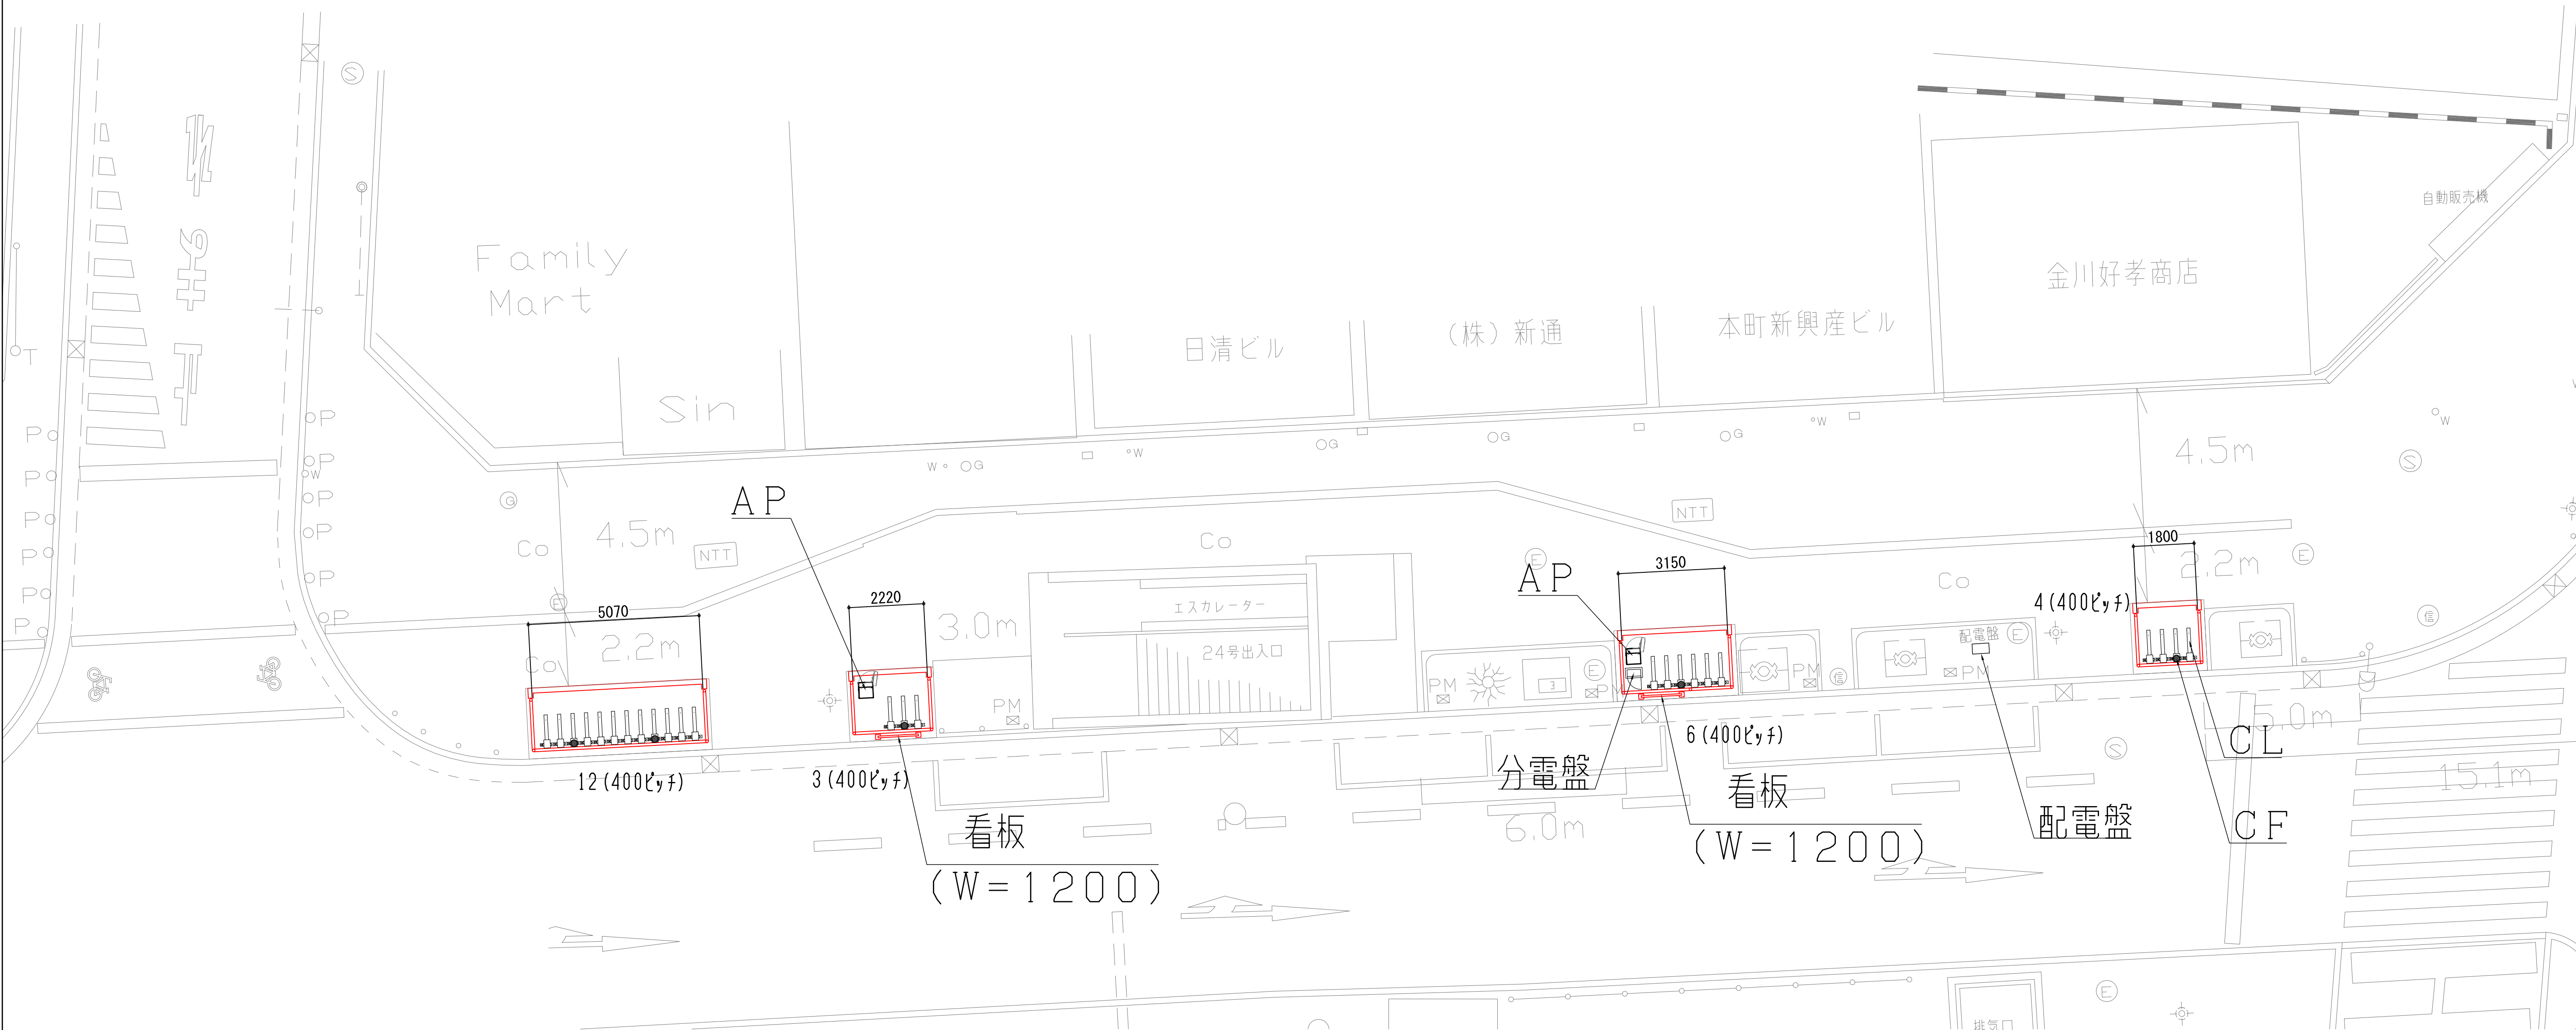 Family
Mart
Sin
日清ビル
(株)新通
本町新興産ビル
金川好孝商店
自動販売機
T
S
P
P
P
P
P
P
P
P
W
P
P
P
P
G
4.5m
Co
NTT
AP
W
G
W
G
G
G
W
W
S
4.5m
NTT
Co
E
AP
3150
Co
1800
2.2m
E
信
E
5070
2220
3.0m
エスカレーター
24号出入口
2.2m
Co
PM
PM
3
E
PM
PM
信
配電盤
E
PM
4(400ピッチ)
12(400ピッチ)
3(400ピッチ)
看板
(W=1200)
分電盤
6(400ピッチ)
看板
(W=1200)
6.0m
配電盤
CL
CF
5.0m
S
15.1m
E
排気口